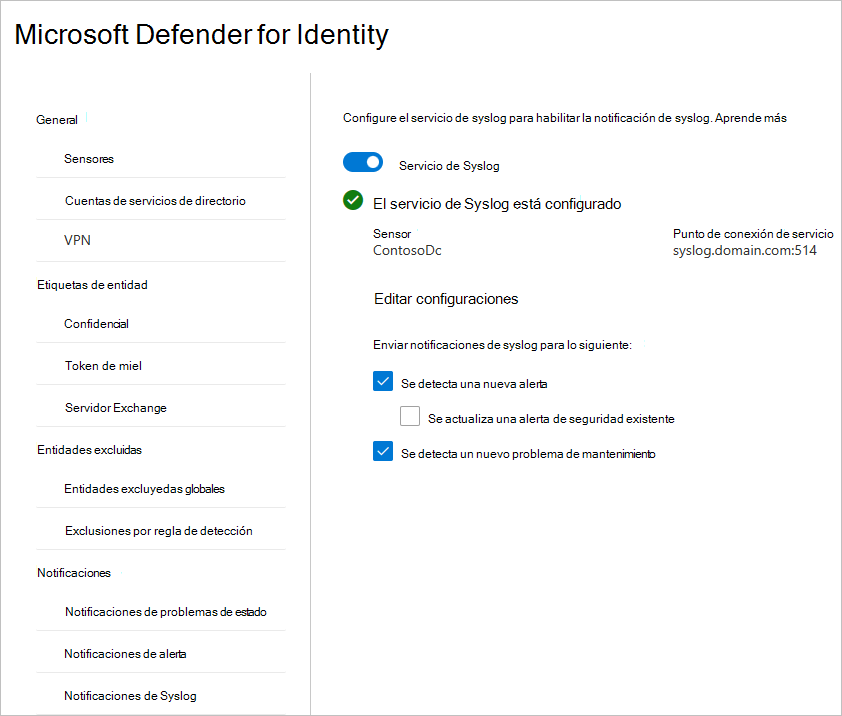 Microsoft Defender for Identity
General
Sensores
Cuentas de servicios de directorio
VPN
Etiquetas de entidad
Confidencial
Token de miel
Servidor Exchange
Entidades excluidas
Entidades excluyedas globales
Exclusiones por regla de detección
Notificaciones
Notificaciones de problemas de estado
Notificaciones de alerta
Notificaciones de Syslog
Configure el servicio de syslog para habilitar la notificación de syslog. Aprende más
Servicio de Syslog
El servicio de Syslog está configurado
Sensor
ContosoDc
Punto de conexión de servicio
syslog.domain.com:514
Editar configuraciones
Enviar notificaciones de syslog para lo siguiente:
Se detecta una nueva alerta
Se actualiza una alerta de seguridad existente
Se detecta un nuevo problema de mantenimiento